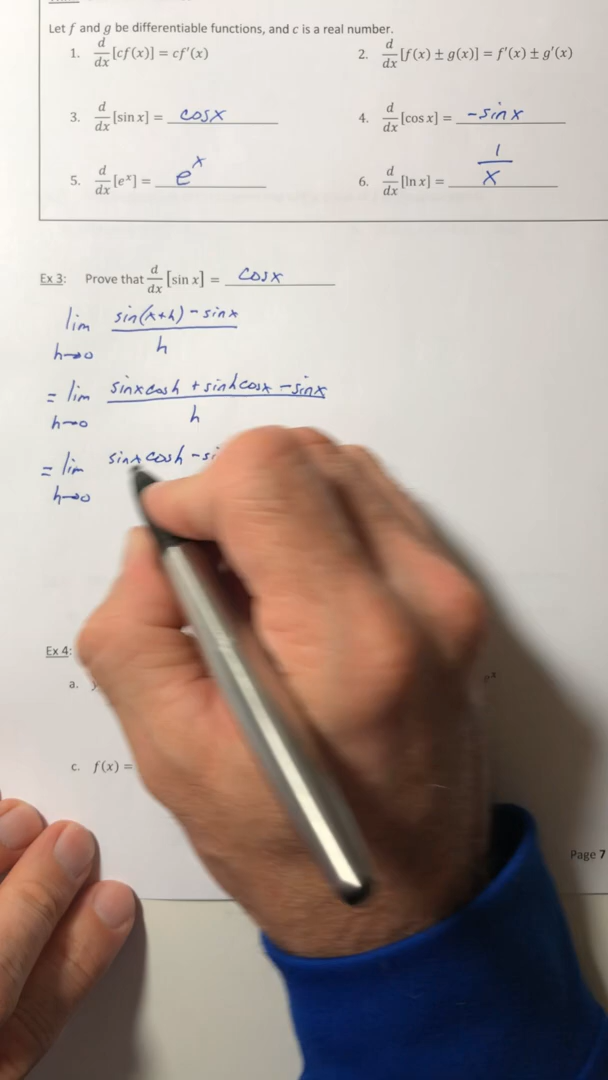 Let f and g be differentiable functions, and c is a real number.
1. d/dx [cf(x)] = cf′(x)
2. d/dx [f(x) ± g(x)] = f′(x) ± g′(x)
3. d/dx [sin x] = cosx
4. d/dx [cos x] = -sinx
5. d/dx [eˣ] = eˣ
6. d/dx [ln x] = 1/x
Ex 3: Prove that d/dx [sin x] = cosx
lim h→0 (sin(x+h) - sinx)/h
= lim h→0 (sinxcosh + sinhcosx - sinx)/h
= lim h→0 sinxcosh -
Ex 4:
a.
c. f(x) =
Page 7